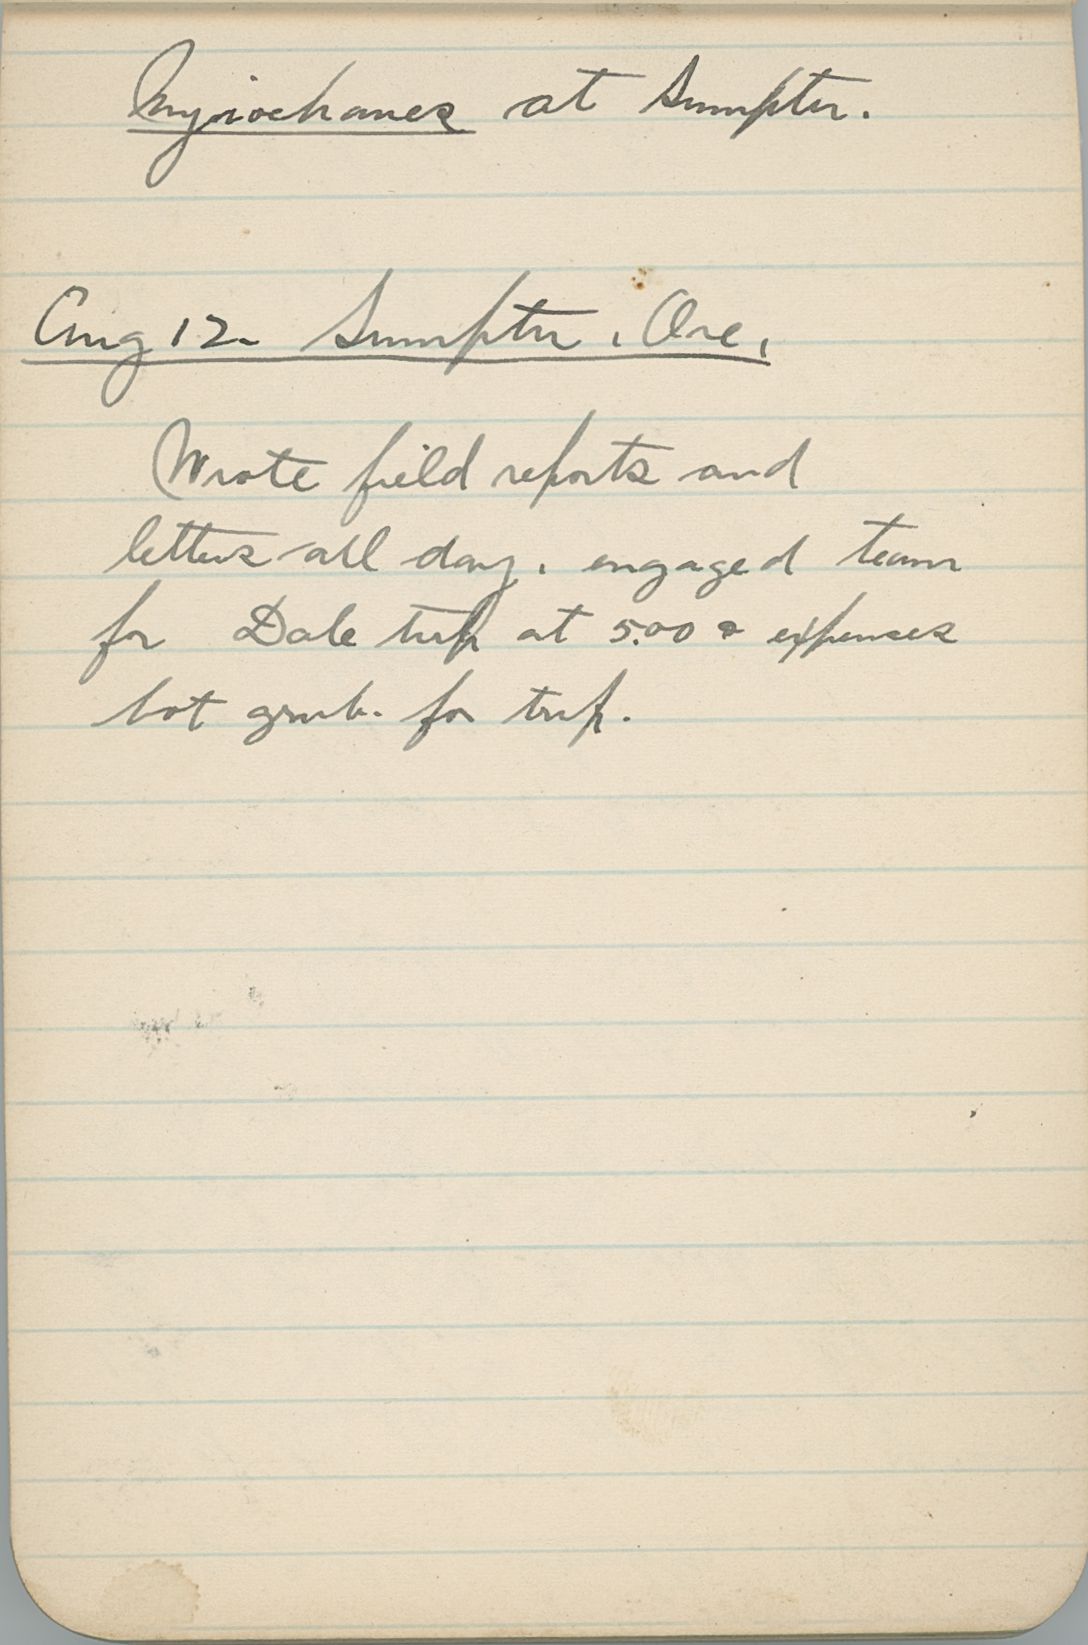 Myiochanes at Sumpter.
Aug 12. Sumpter, Ore.
Wrote field reports and
letters all day. engaged team
for Dale trip at 5.00 & expenses
bot grub. for trip.